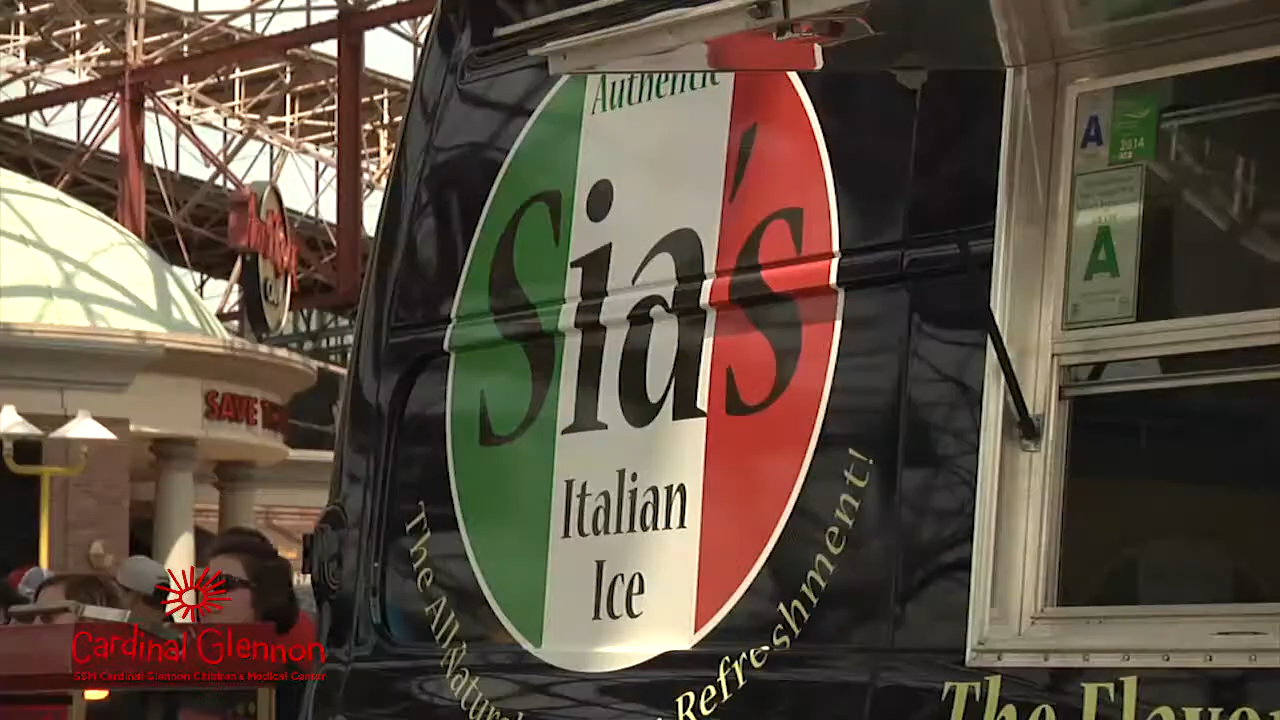 Authentic
Sia's
Italian
Ice
The All Natural
Refreshment!
The Flavor
A
2014
A
SAVE
Cardinal Glennon
SSM Cardinal Glennon Children's Medical Center